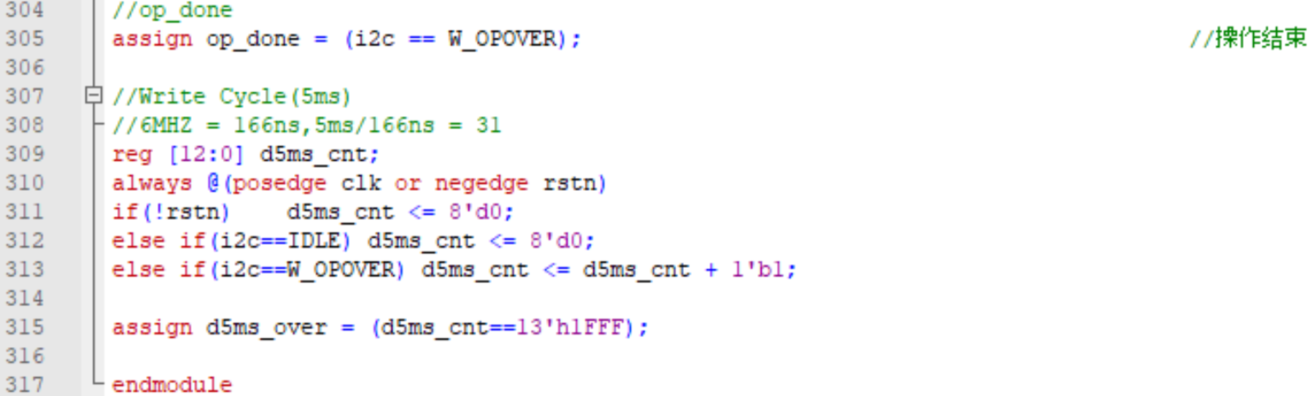 304 //op_done
305 assign op_done = (i2c == W_OPOVER); //操作结束
306
307 //Write Cycle(5ms)
308 //6MHZ = 166ns,5ms/166ns = 31
309 reg [12:0] d5ms_cnt;
310 always @(posedge clk or negedge rstn)
311 if(!rstn) d5ms_cnt <= 8'd0;
312 else if(i2c==IDLE) d5ms_cnt <= 8'd0;
313 else if(i2c==W_OPOVER) d5ms_cnt <= d5ms_cnt + 1'b1;
314
315 assign d5ms_over = (d5ms_cnt==13'h1FFF);
316
317 endmodule